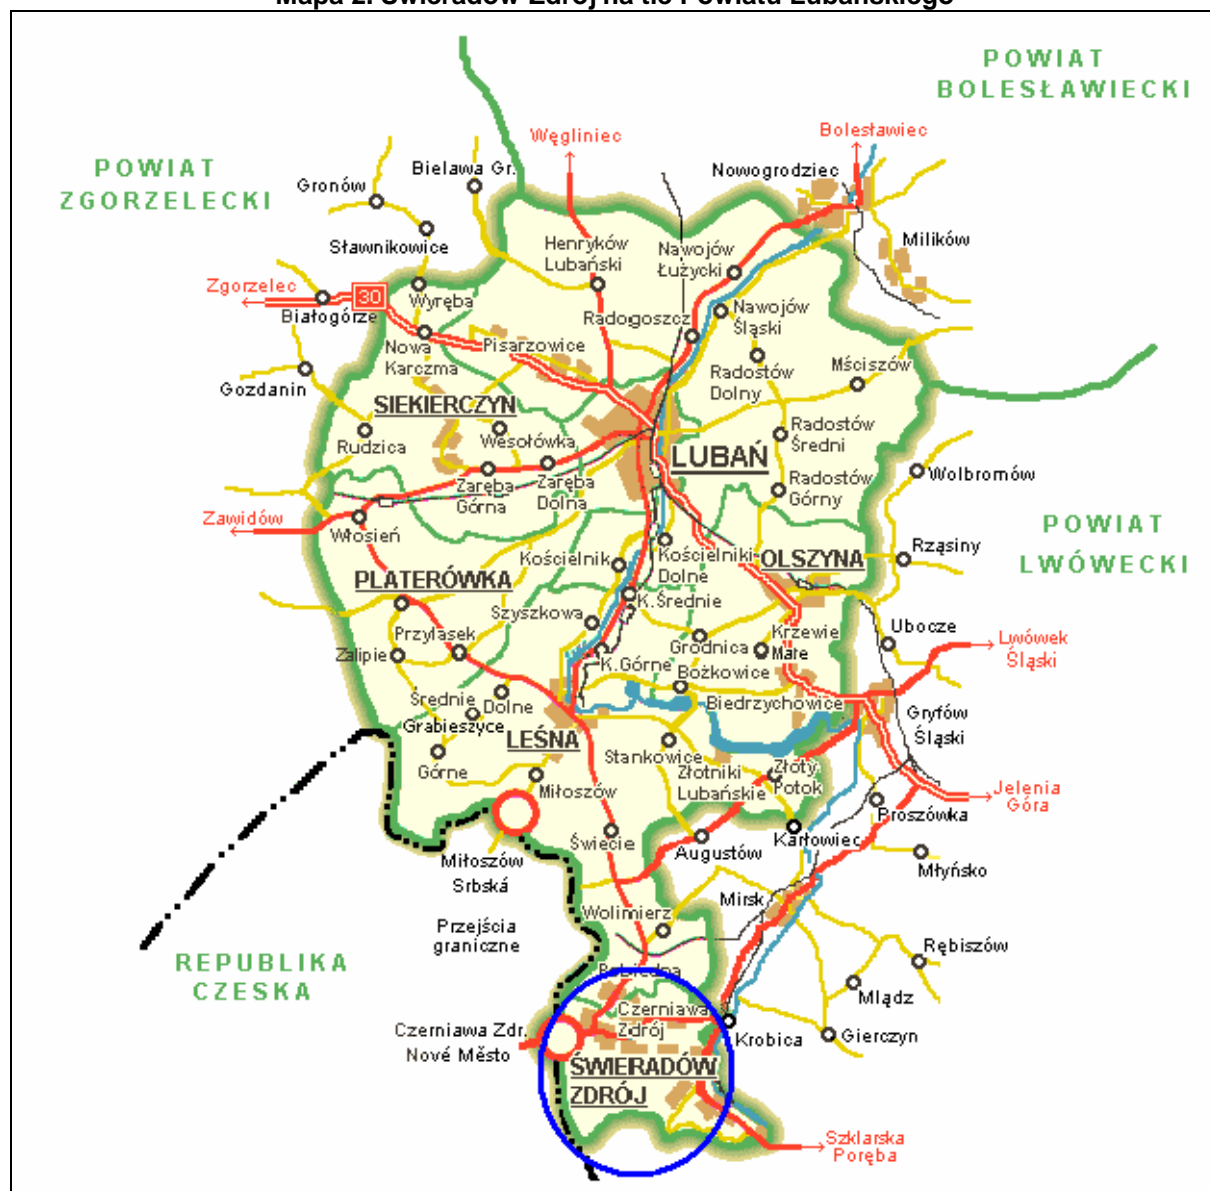 Mapa 2. Świeradów Zdrój na tle Powiatu Lubańskiego
POWIAT
BOLESŁAWIECKI
Bolesławiec
Węgliniec
POWIAT
ZGORZELECKI
Bielawa Gr.
Gronów
Nowogrodziec
Milików
Sławnikowice
Henryków
Lubański
Nawojów
Łużycki
Zgorzelec
30
Białogórze
Wyręba
Radogoszcz
Nawojów
Śląski
Nowa
Karczma
Pisarzowice
Gozdanin
Radostów
Dolny
Mściszów
SIEKIERCZYN
Rudzica
Wesołówka
Radostów
Średni
LUBAŃ
Zaręba
Górna
Zaręba
Dolna
Radostów
Górny
Wolbromów
Zawidów
Włosień
POWIAT
LWÓWECKI
Kościelnik
Kościelniki
Dolne
OLSZYNA
Rząsiny
PLATERÓWKA
K.Średnie
Szyszkowa
Przylasek
Zalipie
Grodnica
Krzewie
Małe
Ubocze
Lwówek
Śląski
K.Górne
Bożkowice
Średnie
Dolne
Biedrzychowice
Grabieszyce
Gryfów
Śląski
LEŚNA
Stankowice
Górne
Złotniki
Lubańskie
Złoty
Potok
Miłoszów
Jelenia
Góra
Proszówka
Świecie
Augustów
Karłowiec
Miłoszów
Srbská
Młyńsko
Mirsk
Wolimierz
Przejścia
graniczne
Rębiszów
REPUBLIKA
CZESKA
Pobiedna
Mlądz
Czerniawa
Zdrój
Czerniawa Zdr.
Nové Město
Krobica
Gierczyn
ŚWIERADÓW
ZDRÓJ
Szklarska
Poręba